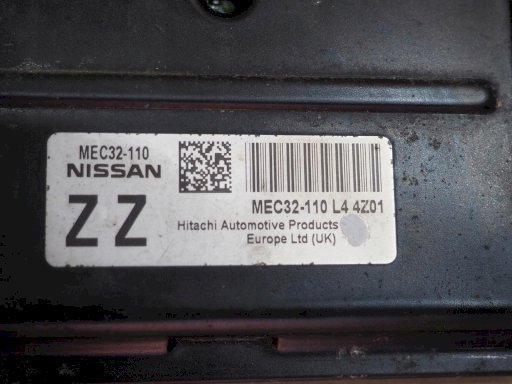 MEC32-110
NISSAN
ZZ
MEC32-110 L4 4Z01
Hitachi Automotive Products
Europe Ltd (UK)